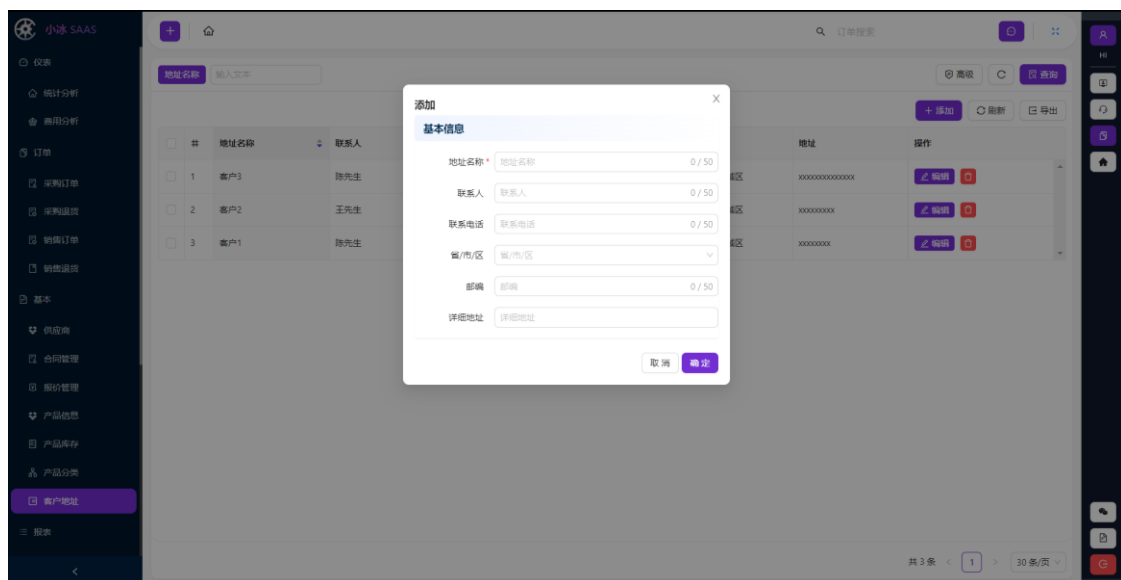 小冰 SAAS
订单搜索
HI
仪表
统计分析
商用分析
订单
采购订单
采购退货
销售订单
销售退货
基本
供应商
合同管理
报价管理
产品信息
产品库存
产品分类
客户地址
报表
地址名称 输入文本 高级 查询
添加 刷新 导出
# 地址名称 联系人 地址 操作
1 客户3 陈先生 区 xxxxxxxxxxxxx 编辑
2 客户2 王先生 区 xxxxxxxxx 编辑
3 客户1 陈先生 区 xxxxxxxx 编辑
添加
基本信息
地址名称* 地址名称 0 / 50
联系人 联系人 0 / 50
联系电话 联系电话 0 / 50
省/市/区 省/市/区
邮编 邮编 0 / 50
详细地址 详细地址
取 消 确 定
共 3 条 < 1 > 30 条/页